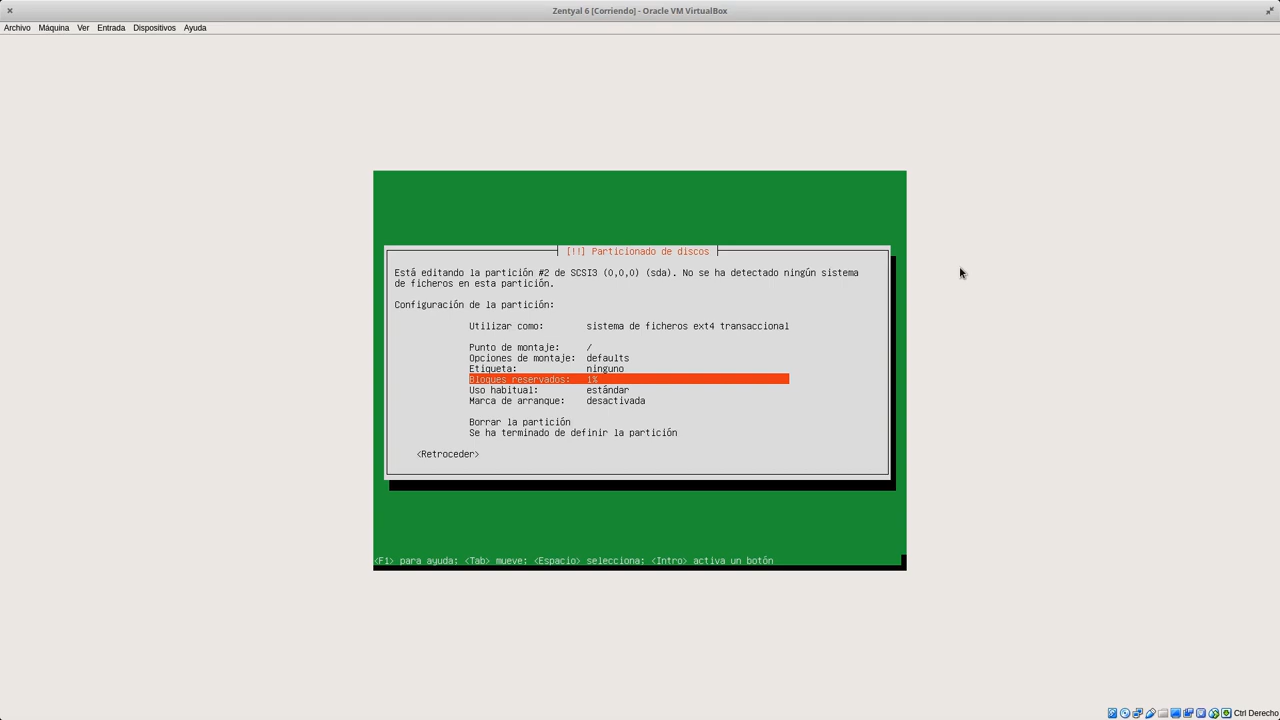 Zentyal 6 [Corriendo] - Oracle VM VirtualBox
Archivo Máquina Ver Entrada Dispositivos Ayuda
[!!] Particionado de discos
Está editando la partición #2 de SCSI3 (0,0,0) (sda). No se ha detectado ningún sistema
de ficheros en esta partición.
Configuración de la partición:
Utilizar como: sistema de ficheros ext4 transaccional
Punto de montaje: /
Opciones de montaje: defaults
Etiqueta: ninguno
Bloques reservados: 1%
Uso habitual: estándar
Marca de arranque: desactivada
Borrar la partición
Se ha terminado de definir la partición
<Retroceder>
<F1> para ayuda; <Tab> mueve; <Espacio> selecciona; <Intro> activa un botón
Ctrl Derecho